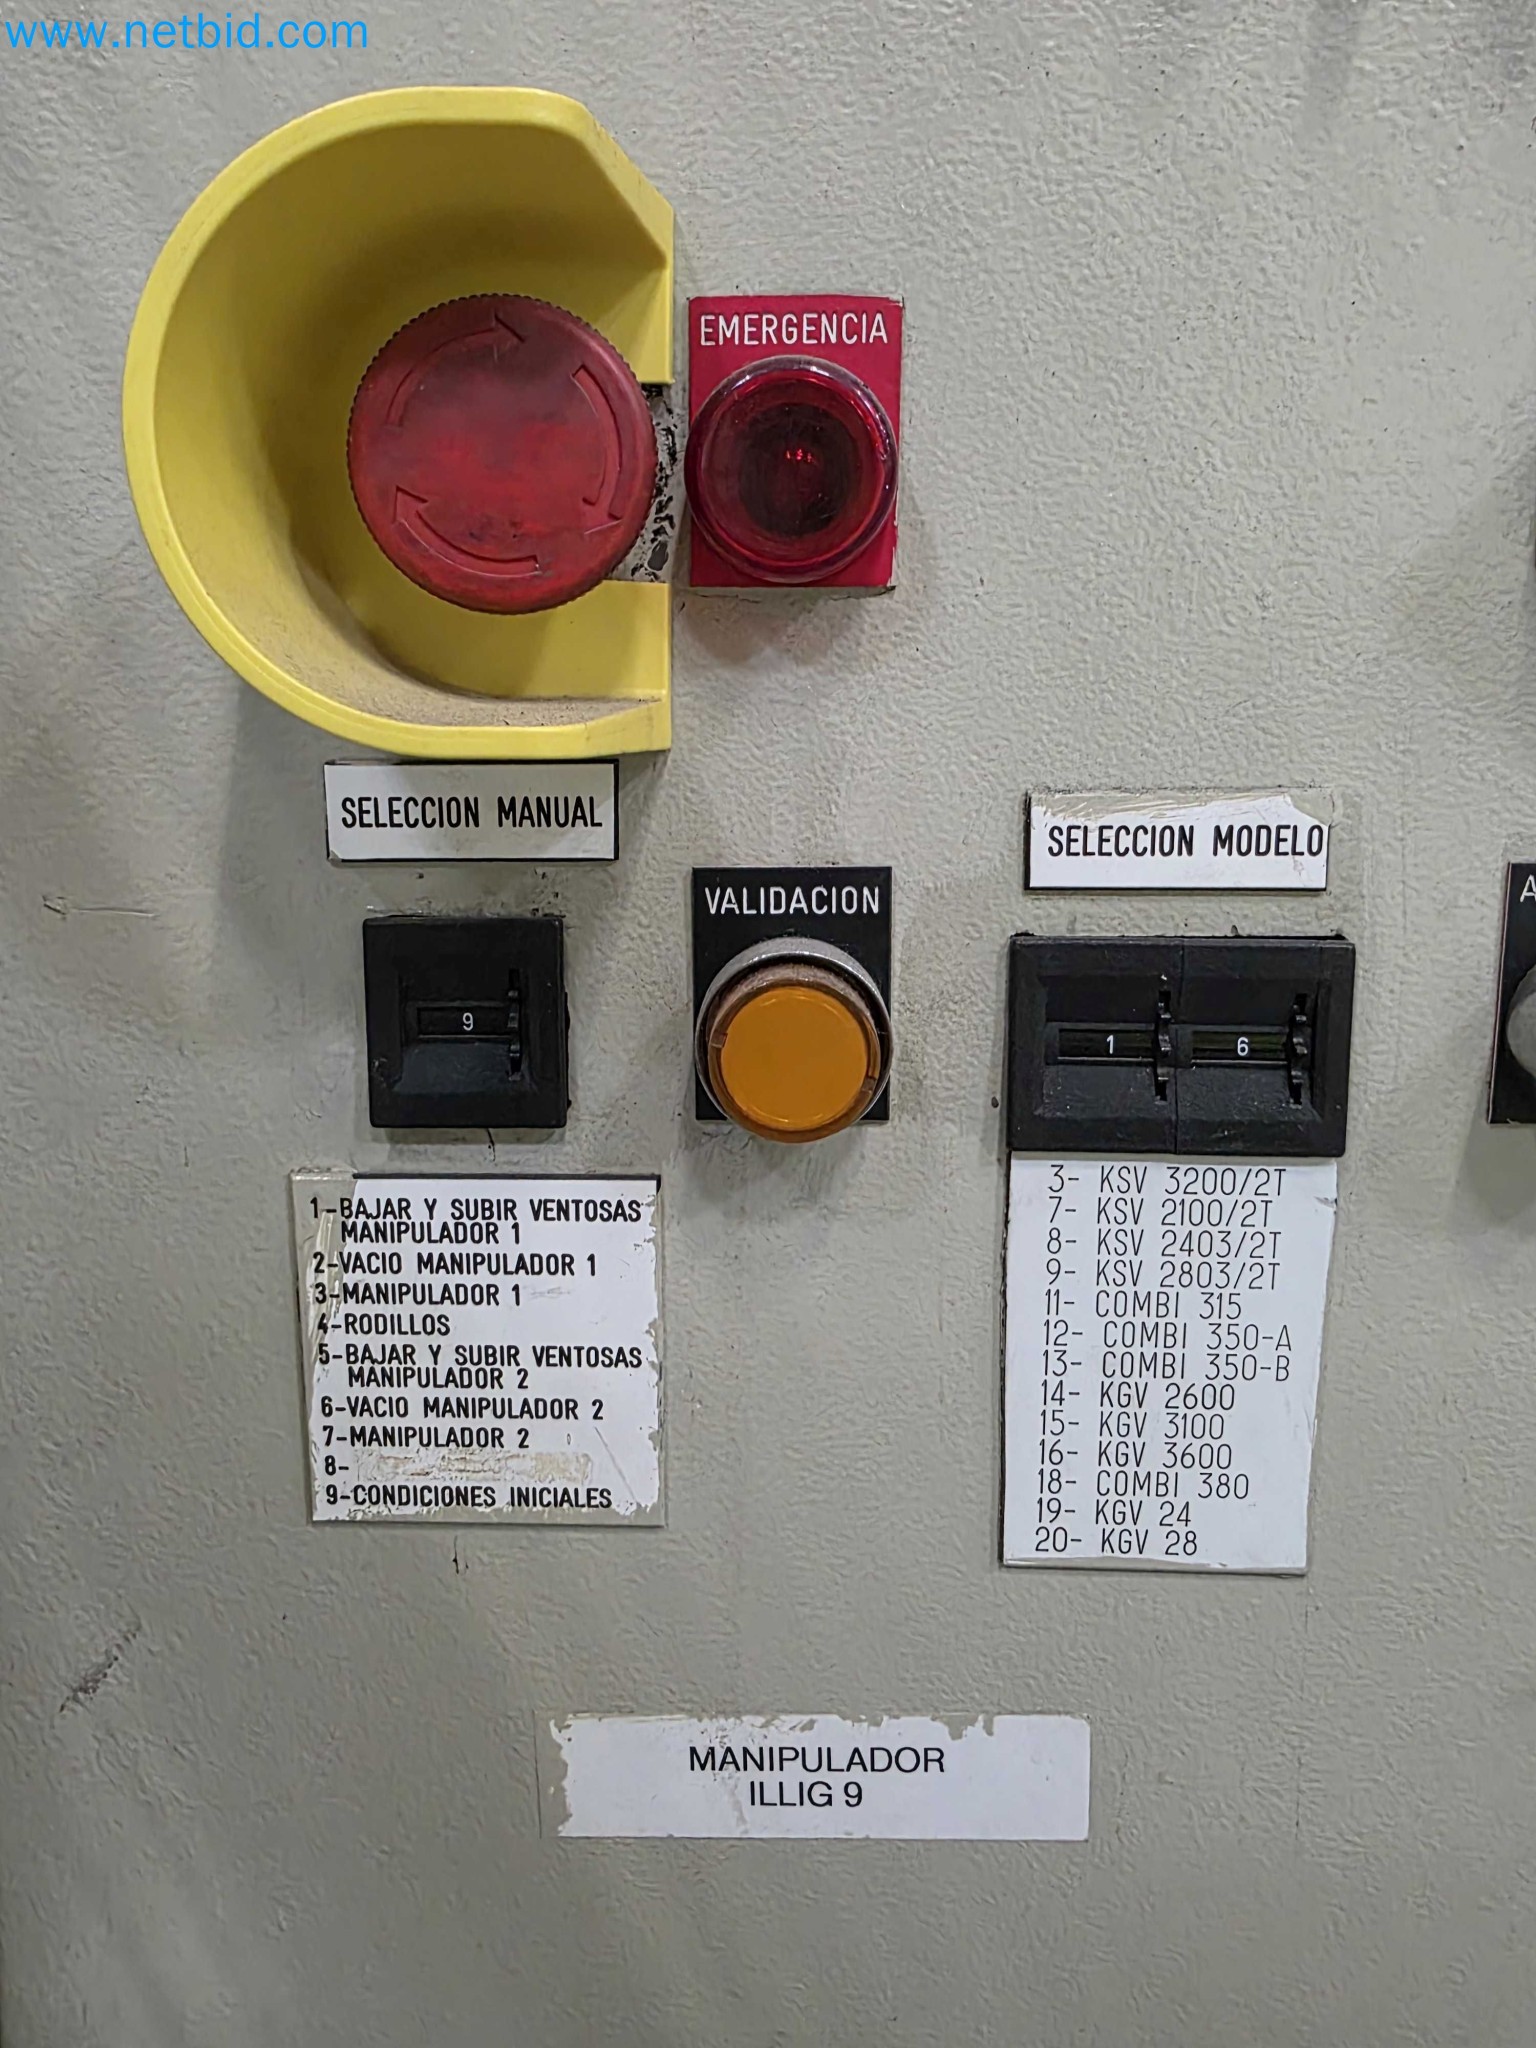 www.netbid.com
EMERGENCIA
SELECCION MANUAL
SELECCION MODELO
VALIDACION
A
9
1 6
1-BAJAR Y SUBIR VENTOSAS
MANIPULADOR 1
2-VACIO MANIPULADOR 1
3-MANIPULADOR 1
4-RODILLOS
5-BAJAR Y SUBIR VENTOSAS
MANIPULADOR 2
6-VACIO MANIPULADOR 2
7-MANIPULADOR 2
8-
9-CONDICIONES INICIALES
3- KSV 3200/2T
7- KSV 2100/2T
8- KSV 2403/2T
9- KSV 2803/2T
11- COMBI 315
12- COMBI 350-A
13- COMBI 350-B
14- KGV 2600
15- KGV 3100
16- KGV 3600
18- COMBI 380
19- KGV 24
20- KGV 28
MANIPULADOR
ILLIG 9